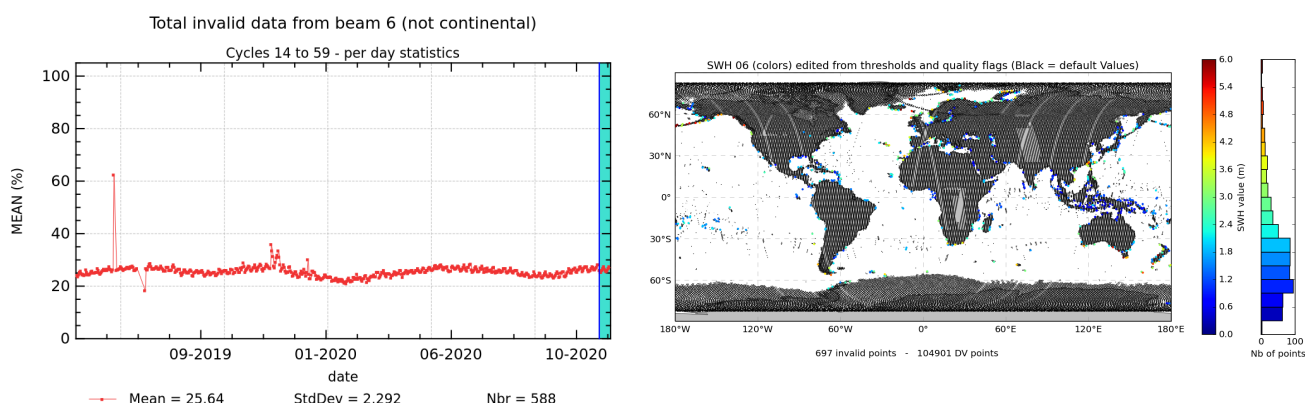 Total invalid data from beam 6 (not continental)
Cycles 14 to 59 - per day statistics
100
80
60
40
20
0
MEAN (%)
09-2019 01-2020 06-2020 10-2020
date
Mean = 25.64 StdDev = 2.292 Nbr = 588
SWH 06 (colors) edited from thresholds and quality flags (Black = default Values)
60°N
30°N
0°
30°S
60°S
180°W 120°W 60°W 0° 60°E 120°E 180°E
697 invalid points - 104901 DV points
6.0
5.4
4.8
4.2
3.6
3.0
2.4
1.8
1.2
0.6
0.0
SWH value (m)
0 100
Nb of points